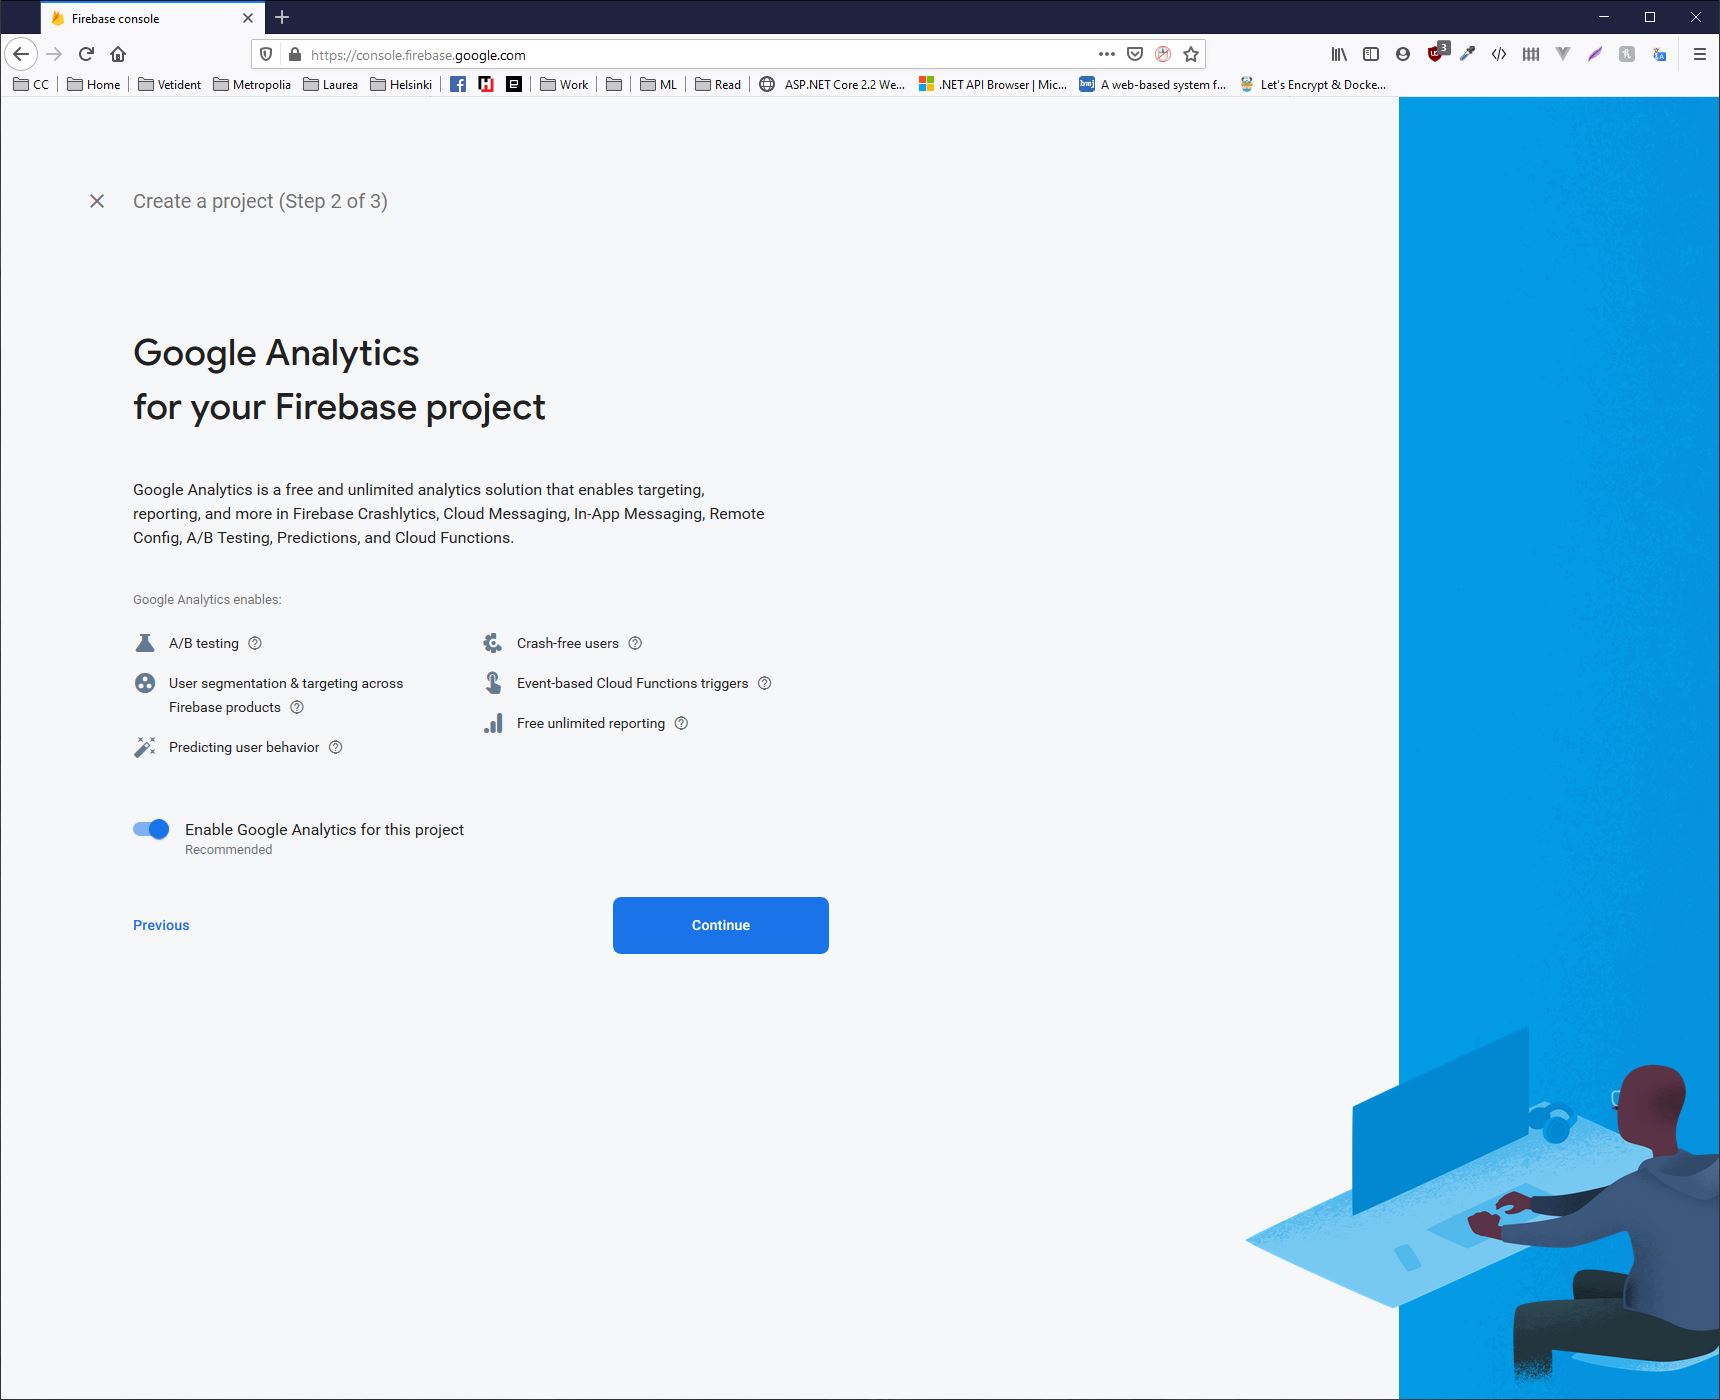 Firebase console
https://console.firebase.google.com
3
CC Home Vetident Metropolia Laurea Helsinki Work ML Read ASP.NET Core 2.2 We... .NET API Browser | Mic... bmj A web-based system f... Let's Encrypt & Docke...
Create a project (Step 2 of 3)
Google Analytics
for your Firebase project
Google Analytics is a free and unlimited analytics solution that enables targeting,
reporting, and more in Firebase Crashlytics, Cloud Messaging, In-App Messaging, Remote
Config, A/B Testing, Predictions, and Cloud Functions.
Google Analytics enables:
A/B testing
User segmentation & targeting across
Firebase products
Predicting user behavior
Crash-free users
Event-based Cloud Functions triggers
Free unlimited reporting
Enable Google Analytics for this project
Recommended
Previous
Continue